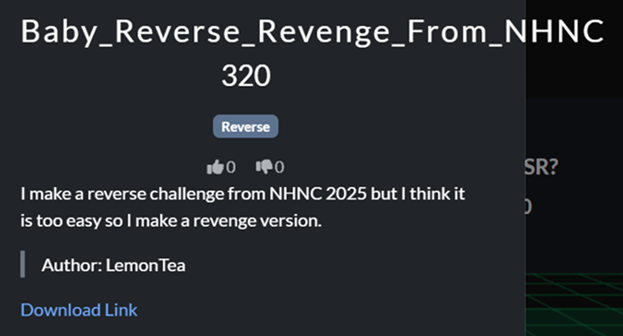 Baby_Reverse_Revenge_From_NHNC
320
Reverse
0 0
SR?
0
I make a reverse challenge from NHNC 2025 but I think it
is too easy so I make a revenge version.
Author: LemonTea
Download Link